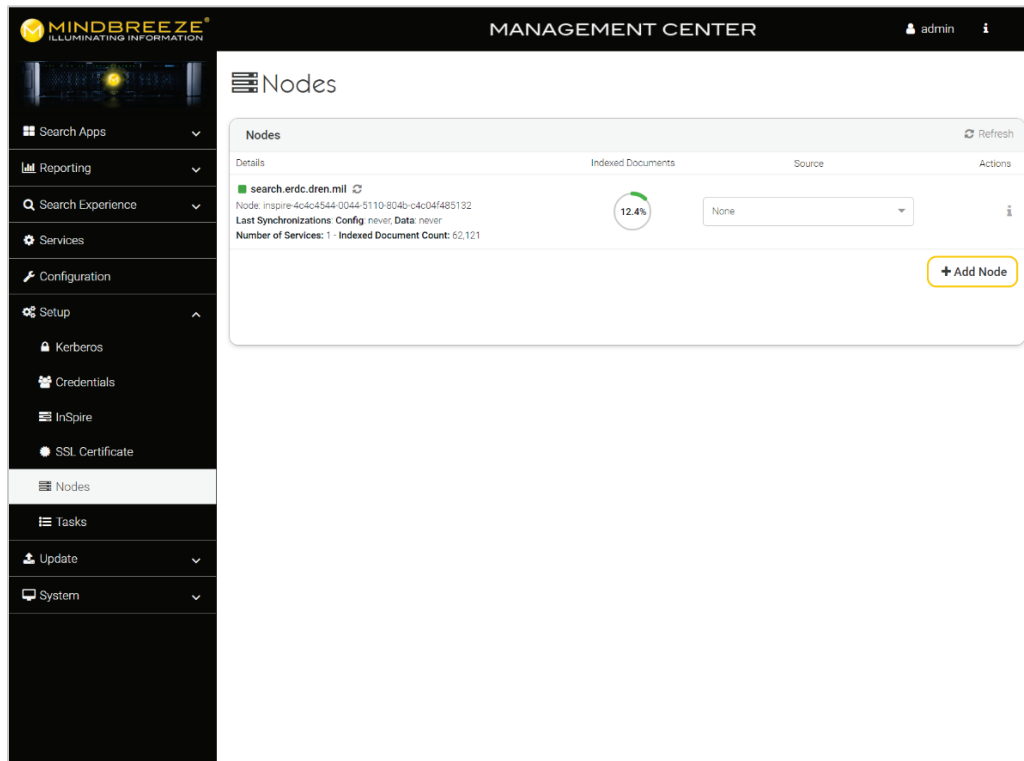 MINDBREEZE®
ILLUMINATING INFORMATION
MANAGEMENT CENTER
admin
Search Apps
Reporting
Search Experience
Services
Configuration
Setup
Kerberos
Credentials
InSpire
SSL Certificate
Nodes
Tasks
Update
System
Nodes
Nodes
Refresh
Details Indexed Documents Source Actions
search.erdc.dren.mil
Node: inspire-4c4c4544-0044-5110-804b-c4c04f485132
Last Synchronizations: Config: never, Data: never
Number of Services: 1 - Indexed Document Count: 62,121
12.4%
None
+ Add Node